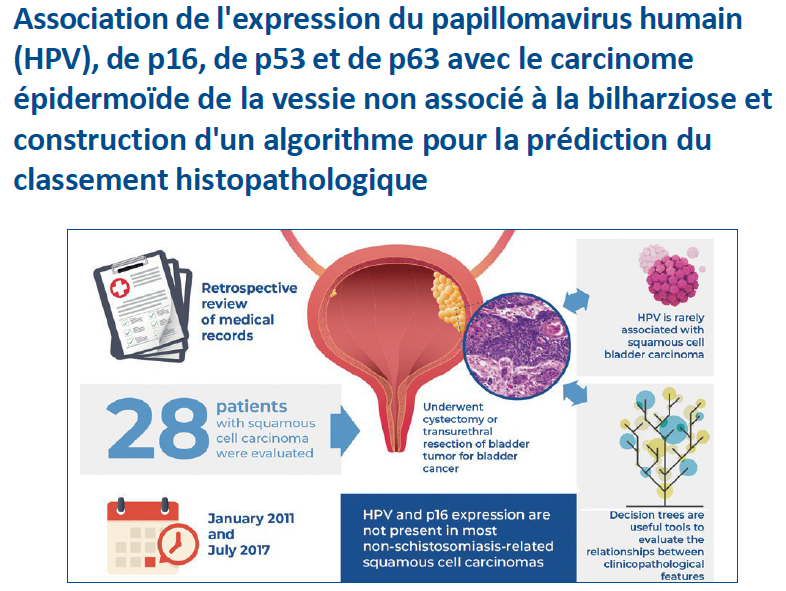 Association de l'expression du papillomavirus humain
(HPV), de p16, de p53 et de p63 avec le carcinome
épidermoïde de la vessie non associé à la bilharziose et
construction d'un algorithme pour la prédiction du
classement histopathologique
Retrospective
review
of medical
records
28
patients
with squamous
cell carcinoma
were evaluated
January 2011
and
July 2017
Underwent
cystectomy or
transurethral
resection of bladder
tumor for bladder
cancer
HPV and p16 expression are
not present in most
non-schistosomiasis-related
squamous cell carcinomas
HPV is rarely
associated with
squamous cell
bladder carcinoma
Decision trees are
useful tools to
evaluate the
relationships between
clinicopathological
features